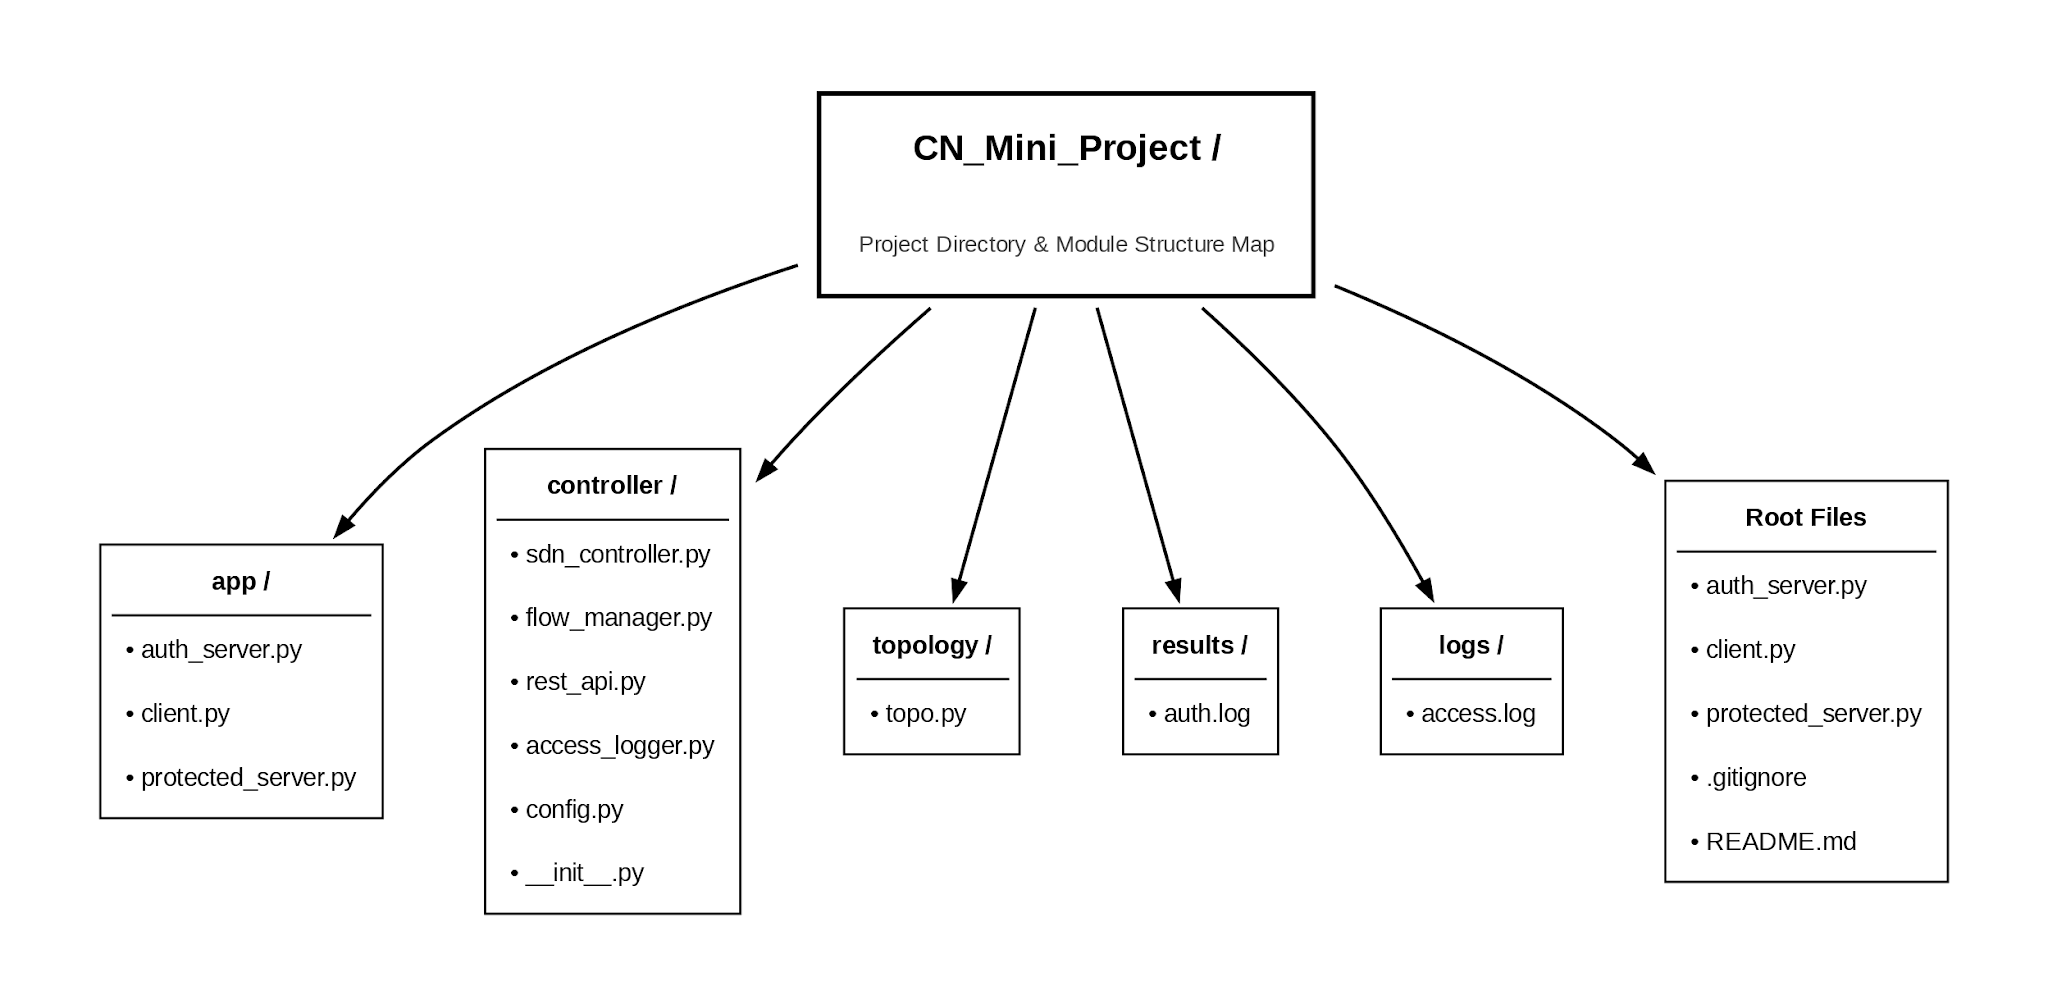 CN_Mini_Project /
Project Directory & Module Structure Map
app /
• auth_server.py
• client.py
• protected_server.py
controller /
• sdn_controller.py
• flow_manager.py
• rest_api.py
• access_logger.py
• config.py
• __init__.py
topology /
• topo.py
results /
• auth.log
logs /
• access.log
Root Files
• auth_server.py
• client.py
• protected_server.py
• .gitignore
• README.md